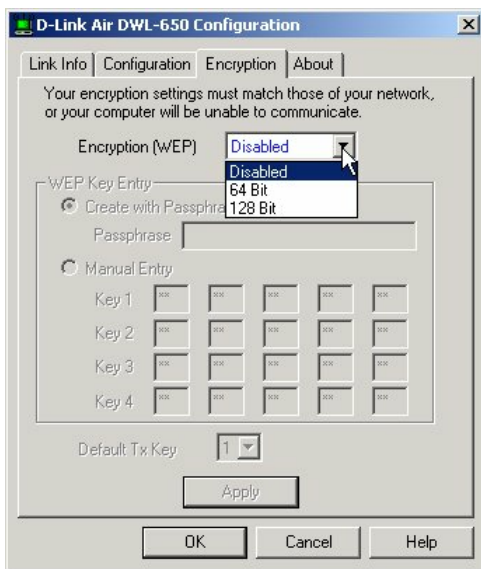 D-Link Air DWL-650 Configuration
Link Info Configuration Encryption About
Your encryption settings must match those of your network,
or your computer will be unable to communicate.
Encryption (WEP) Disabled
Disabled
64 Bit
128 Bit
WEP Key Entry
Create with Passphra
Passphrase
Manual Entry
Key 1 ** ** ** ** **
Key 2 ** ** ** ** **
Key 3 ** ** ** ** **
Key 4 ** ** ** ** **
Default Tx Key 1
Apply
OK Cancel Help